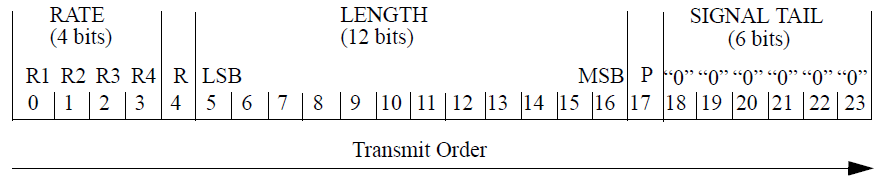 RATE LENGTH SIGNAL TAIL
(4 bits) (12 bits) (6 bits)
R1 R2 R3 R4 R LSB MSB P “0” “0” “0” “0” “0” “0”
0 1 2 3 4 5 6 7 8 9 10 11 12 13 14 15 16 17 18 19 20 21 22 23
Transmit Order